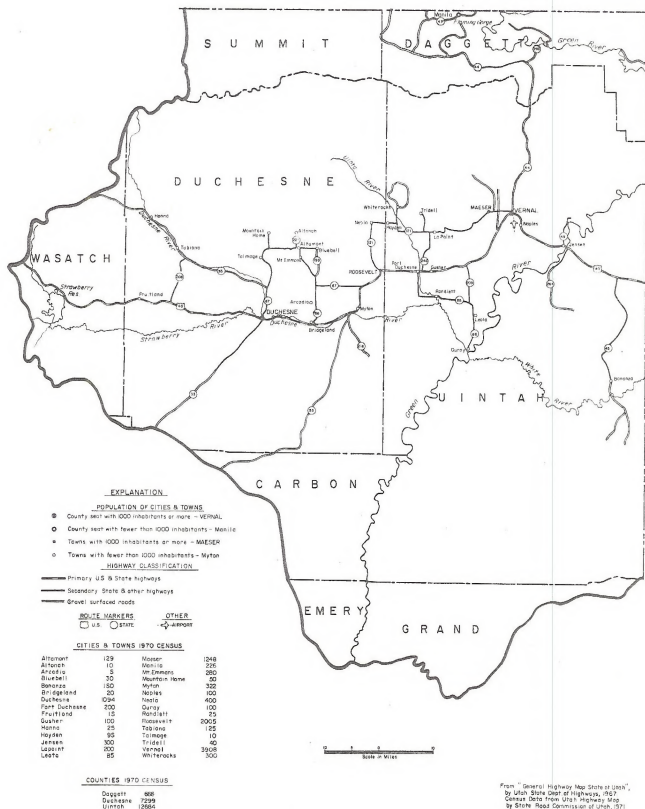 Manila
Flaming Gorge
SUMMIT
DAGGETT
Green River
DUCHESNE
Uinta River
Whiterocks
Tridell
MAESER
VERNAL
Naples
Hanna
Duchesne River
Mountain Home
Altonah
Altamont
Neola
Hayden
La Point
Jensen
Tabiona
Talmage
Mt Emmons
Bluebell
WASATCH
ROOSEVELT
Fort Duchesne
Gusher
River
Strawberry Res
Fruitland
Arcadia
Randlett
DUCHESNE
Myton
Leota
Strawberry River
Duchesne
Bridgeland
River
Ouray
White
Bonanza
Green
UINTAH
River
CARBON
EMERY
GRAND
EXPLANATION
POPULATION OF CITIES & TOWNS
County seat with 1000 inhabitants or more - VERNAL
County seat with fewer than 1000 inhabitants - Manila
Towns with 1000 inhabitants or more - MAESER
Towns with fewer than 1000 inhabitants - Myton
HIGHWAY CLASSIFICATION
Primary U.S & State highways
Secondary State & other highways
Gravel surfaced roads
ROUTE MARKERS OTHER
U.S. STATE AIRPORT
CITIES & TOWNS 1970 CENSUS
Altamont 129 Maeser 1248
Altonah 10 Manila 226
Arcadia 5 Mt Emmons 280
Bluebell 30 Mountain Home 50
Bonanza 150 Myton 322
Bridgeland 20 Naples 100
Duchesne 1094 Neola 400
Fort Duchesne 200 Ouray 100
Fruitland 15 Randlett 25
Gusher 100 Roosevelt 2005
Hanna 25 Tabiona 125
Hayden 95 Talmage 10
Jensen 300 Tridell 40
Lapoint 200 Vernal 3908
Leota 85 Whiterocks 300
Scale in Miles
COUNTIES 1970 CENSUS
Daggett 666
Duchesne 7299
Uintah 12684
From "General Highway Map State of Utah",
by Utah State Dept of Highways, 1967
Census Data from Utah Highway Map
by State Road Commission of Utah, 1971